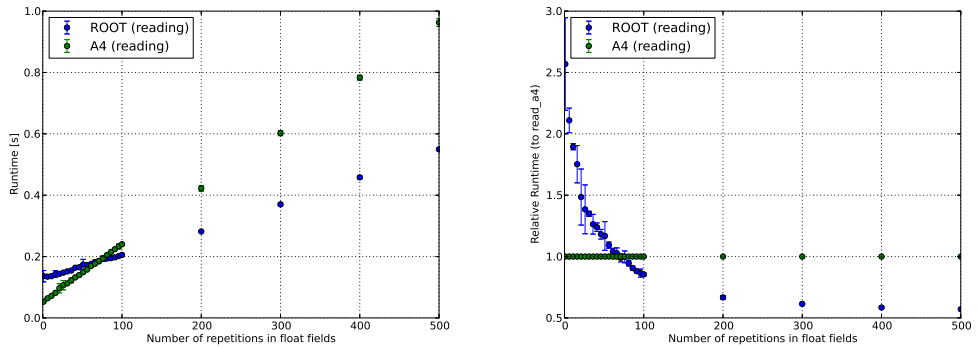 1.0
0.8
0.6
0.4
0.2
0.0
Runtime [s]
ROOT (reading)
A4 (reading)
0 100 200 300 400 500
Number of repetitions in float fields
3.0
2.5
2.0
1.5
1.0
0.5
Relative Runtime (to read_a4)
ROOT (reading)
A4 (reading)
0 100 200 300 400 500
Number of repetitions in float fields